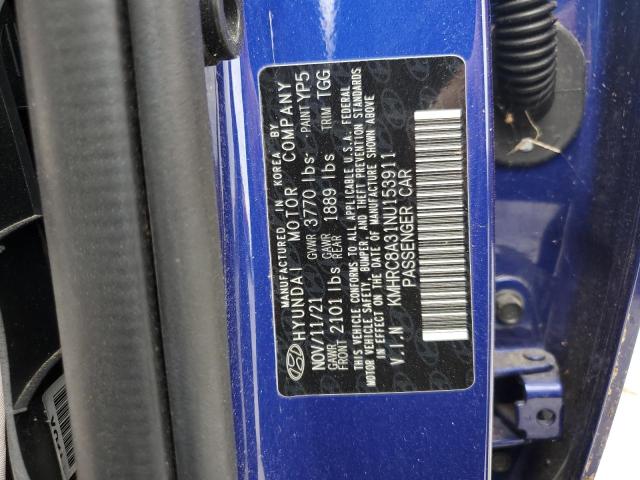 MANUFACTURED IN KOREA BY
HYUNDAI MOTOR COMPANY
NOV/11/21 GVWR 3770 lbs. PAINT YP5
GAWR FRONT 2101 lbs GAWR REAR 1889 lbs TRIM TGG
THIS VEHICLE CONFORMS TO ALL APPLICABLE U.S.A. FEDERAL
MOTOR VEHICLE SAFETY, BUMPER, AND THEFT PREVENTION STANDARDS
IN EFFECT ON THE DATE OF MANUFACTURE SHOWN ABOVE
V.I.N KMHRC8A31NU153911
PASSENGER CAR